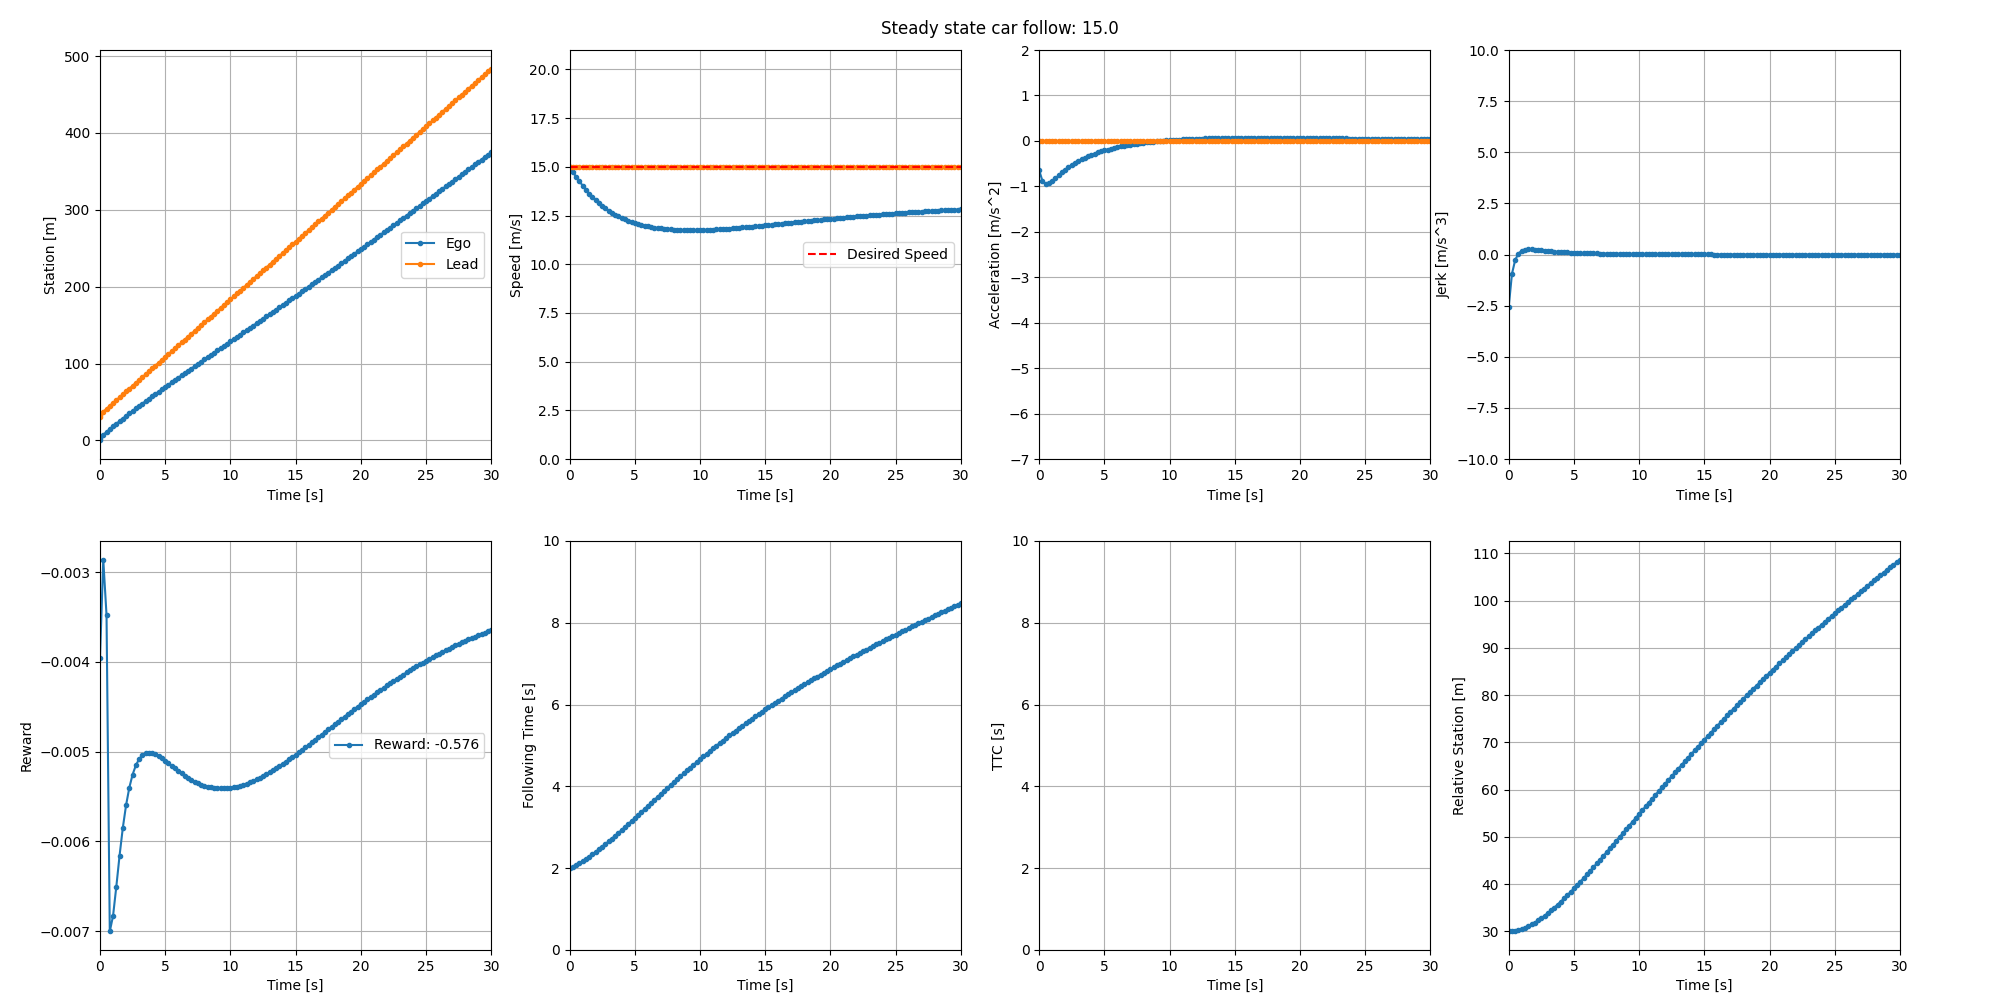 Steady state car follow: 15.0
Station [m]
500
400
300
200
100
0
Ego
Lead
0 5 10 15 20 25 30
Time [s]
Speed [m/s]
20.0
17.5
15.0
12.5
10.0
7.5
5.0
2.5
0.0
Desired Speed
0 5 10 15 20 25 30
Time [s]
Acceleration [m/s^2]
2
1
0
−1
−2
−3
−4
−5
−6
−7
0 5 10 15 20 25 30
Time [s]
Jerk [m/s^3]
10.0
7.5
5.0
2.5
0.0
−2.5
−5.0
−7.5
−10.0
0 5 10 15 20 25 30
Time [s]
Reward
−0.003
−0.004
−0.005
−0.006
−0.007
Reward: -0.576
0 5 10 15 20 25 30
Time [s]
Following Time [s]
10
8
6
4
2
0
0 5 10 15 20 25 30
Time [s]
TTC [s]
10
8
6
4
2
0
0 5 10 15 20 25 30
Time [s]
Relative Station [m]
110
100
90
80
70
60
50
40
30
0 5 10 15 20 25 30
Time [s]